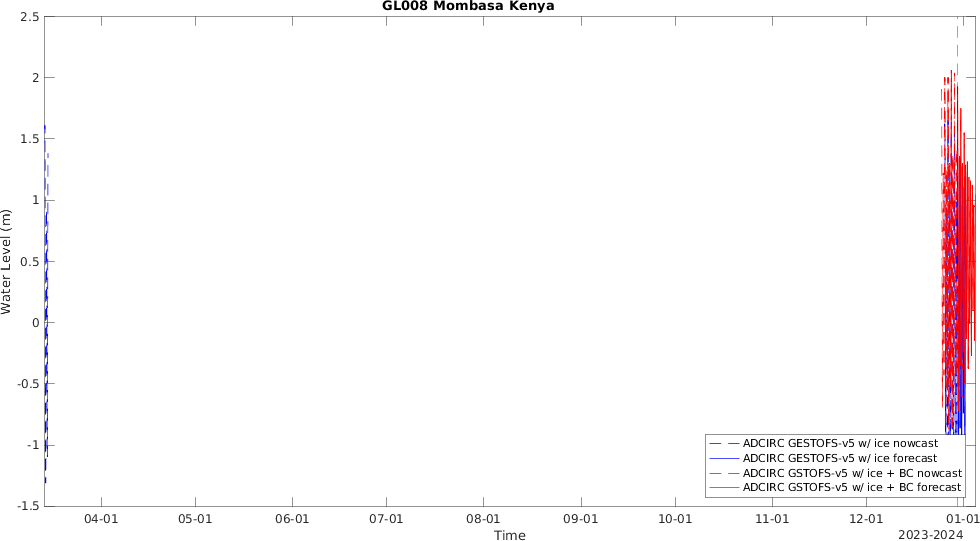 GL008 Mombasa Kenya
2.5
2
1.5
1
0.5
0
-0.5
-1
-1.5
Water Level (m)
ADCIRC GESTOFS-v5 w/ ice nowcast
ADCIRC GESTOFS-v5 w/ ice forecast
ADCIRC GSTOFS-v5 w/ ice + BC nowcast
ADCIRC GSTOFS-v5 w/ ice + BC forecast
04-01 05-01 06-01 07-01 08-01 09-01 10-01 11-01 12-01 01-01
Time
2023-2024